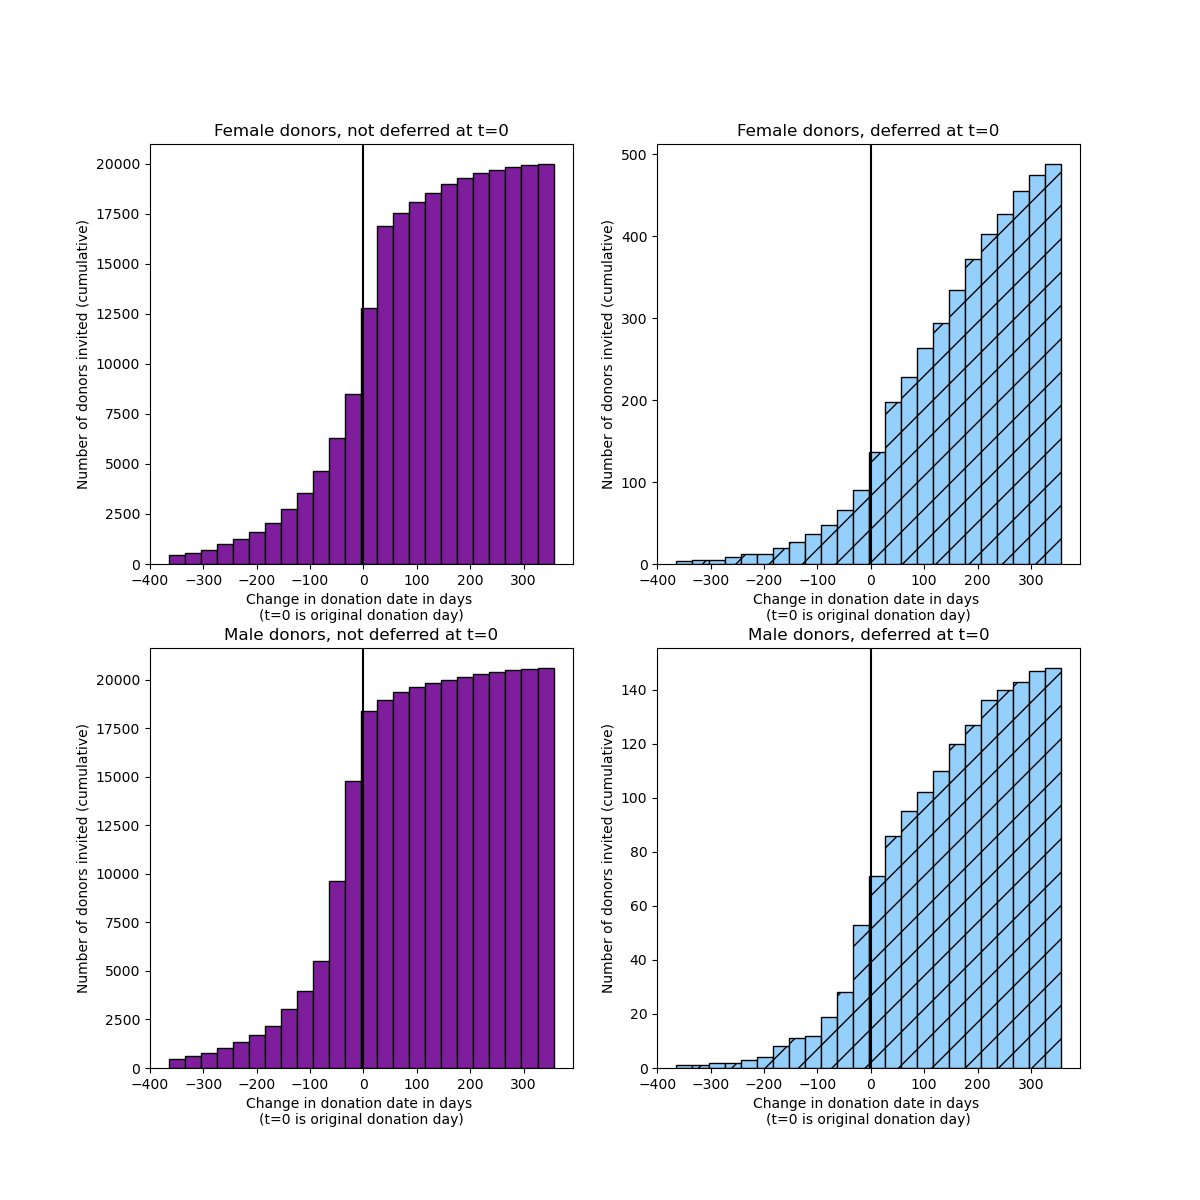 Female donors, not deferred at t=0
Number of donors invited (cumulative)
20000
17500
15000
12500
10000
7500
5000
2500
0
−400 −300 −200 −100 0 100 200 300
Change in donation date in days
(t=0 is original donation day)
Female donors, deferred at t=0
Number of donors invited (cumulative)
500
400
300
200
100
0
−400 −300 −200 −100 0 100 200 300
Change in donation date in days
(t=0 is original donation day)
Male donors, not deferred at t=0
Number of donors invited (cumulative)
20000
17500
15000
12500
10000
7500
5000
2500
0
−400 −300 −200 −100 0 100 200 300
Change in donation date in days
(t=0 is original donation day)
Male donors, deferred at t=0
Number of donors invited (cumulative)
140
120
100
80
60
40
20
0
−400 −300 −200 −100 0 100 200 300
Change in donation date in days
(t=0 is original donation day)